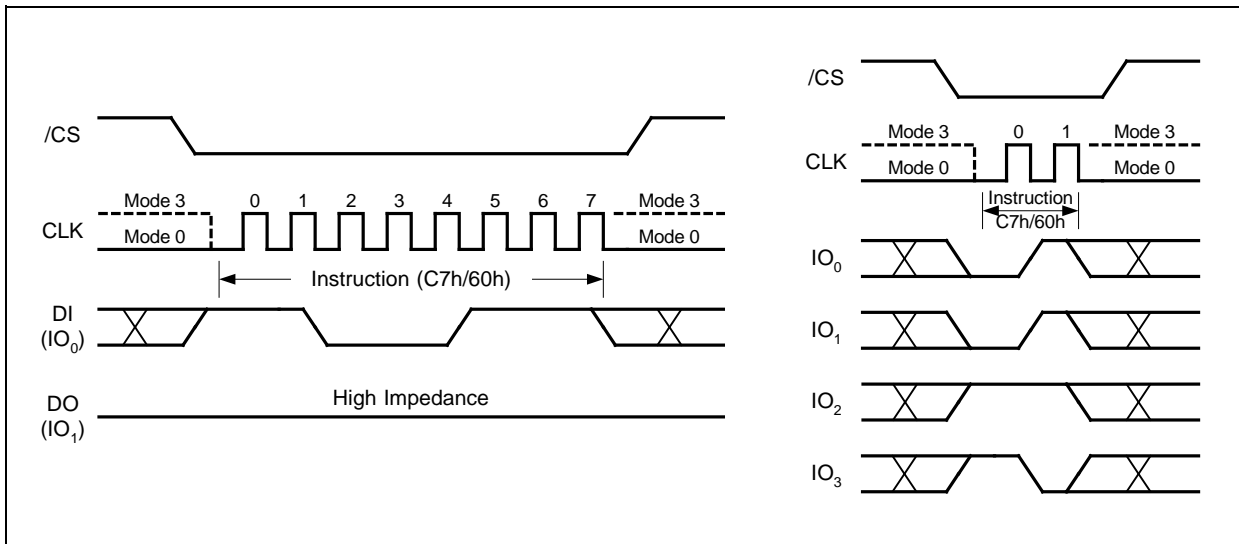 /CS
Mode 3 0 1 2 3 4 5 6 7 Mode 3
CLK Mode 0 Mode 0
Instruction (C7h/60h)
DI
(IO0)
High Impedance
DO
(IO1)
/CS
Mode 3 0 1 Mode 3
CLK Mode 0 Mode 0
Instruction
C7h/60h
IO0
IO1
IO2
IO3